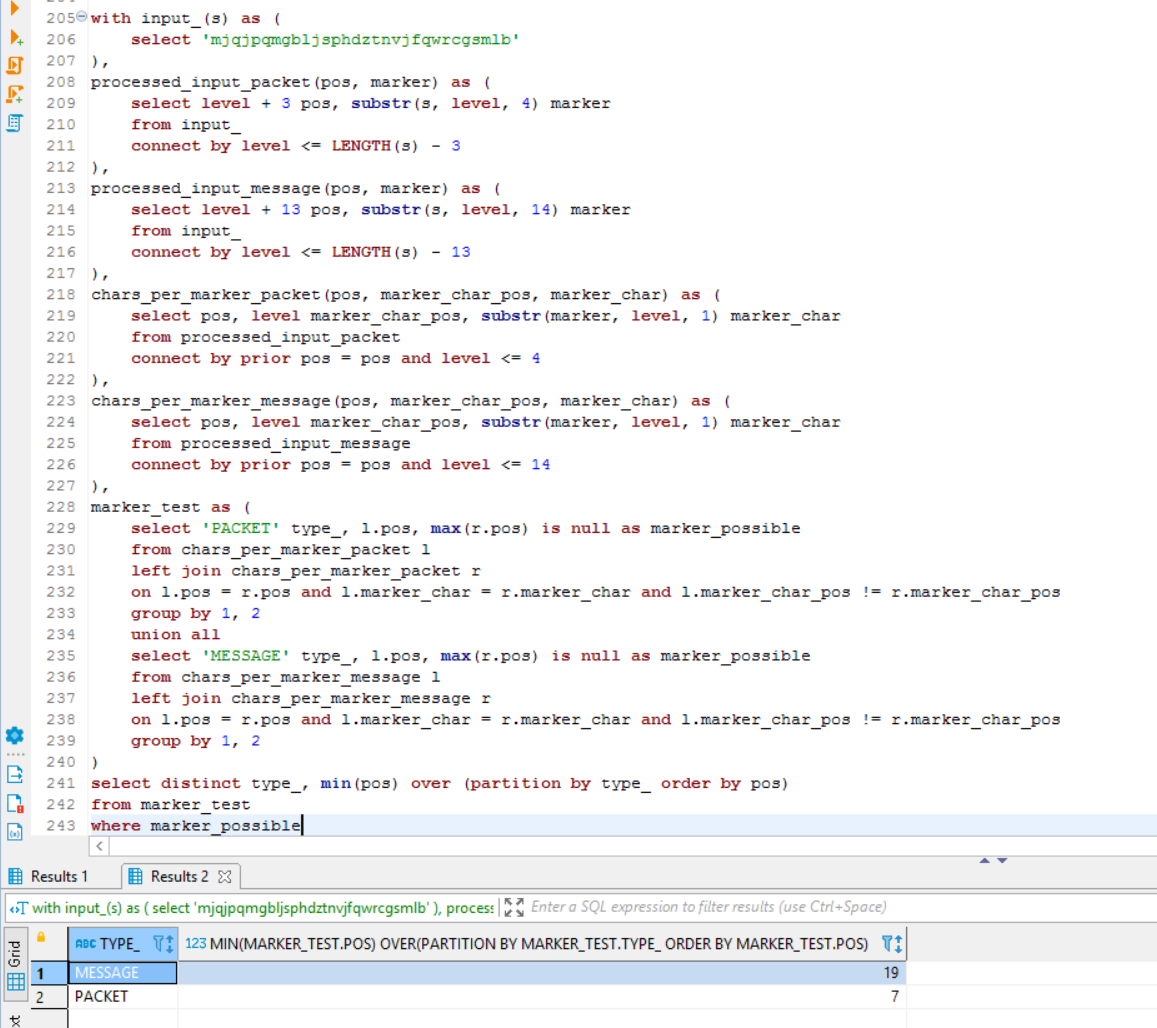 205 with input_(s) as (
206 select 'mjqjpqmgbljsphdztnvjfqwrcgsmlb'
207 ),
208 processed_input_packet(pos, marker) as (
209 select level + 3 pos, substr(s, level, 4) marker
210 from input_
211 connect by level <= LENGTH(s) - 3
212 ),
213 processed_input_message(pos, marker) as (
214 select level + 13 pos, substr(s, level, 14) marker
215 from input_
216 connect by level <= LENGTH(s) - 13
217 ),
218 chars_per_marker_packet(pos, marker_char_pos, marker_char) as (
219 select pos, level marker_char_pos, substr(marker, level, 1) marker_char
220 from processed_input_packet
221 connect by prior pos = pos and level <= 4
222 ),
223 chars_per_marker_message(pos, marker_char_pos, marker_char) as (
224 select pos, level marker_char_pos, substr(marker, level, 1) marker_char
225 from processed_input_message
226 connect by prior pos = pos and level <= 14
227 ),
228 marker_test as (
229 select 'PACKET' type_, l.pos, max(r.pos) is null as marker_possible
230 from chars_per_marker_packet l
231 left join chars_per_marker_packet r
232 on l.pos = r.pos and l.marker_char = r.marker_char and l.marker_char_pos != r.marker_char_pos
233 group by 1, 2
234 union all
235 select 'MESSAGE' type_, l.pos, max(r.pos) is null as marker_possible
236 from chars_per_marker_message l
237 left join chars_per_marker_message r
238 on l.pos = r.pos and l.marker_char = r.marker_char and l.marker_char_pos != r.marker_char_pos
239 group by 1, 2
240 )
241 select distinct type_, min(pos) over (partition by type_ order by pos)
242 from marker_test
243 where marker_possible
Results 1 Results 2
with input_(s) as ( select 'mjqjpqmgbljsphdztnvjfqwrcgsmlb' ), proces Enter a SQL expression to filter results (use Ctrl+Space)
Grid ABC TYPE_ 123 MIN(MARKER_TEST.POS) OVER(PARTITION BY MARKER_TEST.TYPE_ ORDER BY MARKER_TEST.POS)
1 MESSAGE 19
2 PACKET 7